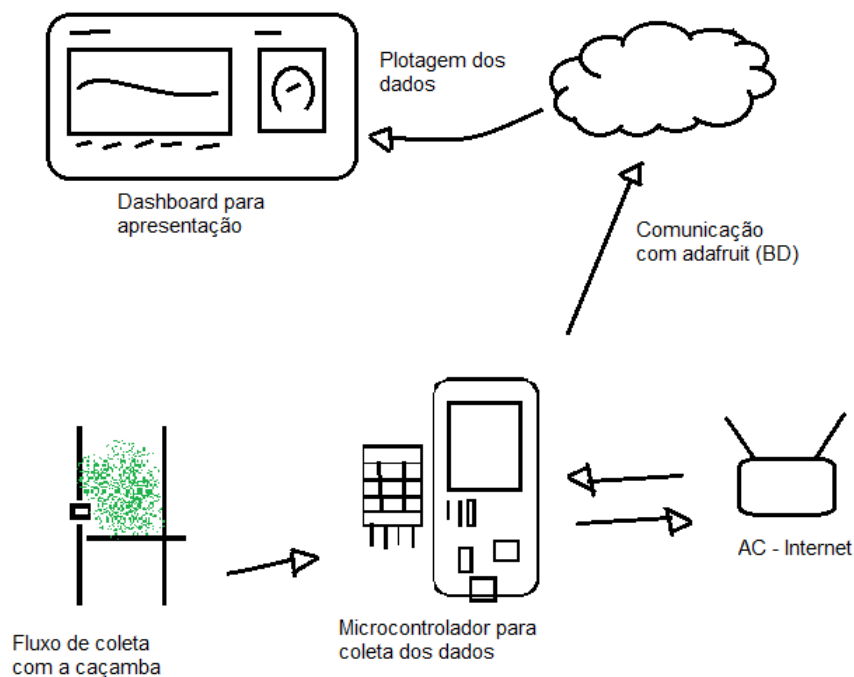 Plotagem dos
dados
Dashboard para
apresentação
Comunicação
com adafruit (BD)
AC - Internet
Microcontrolador para
coleta dos dados
Fluxo de coleta
com a caçamba